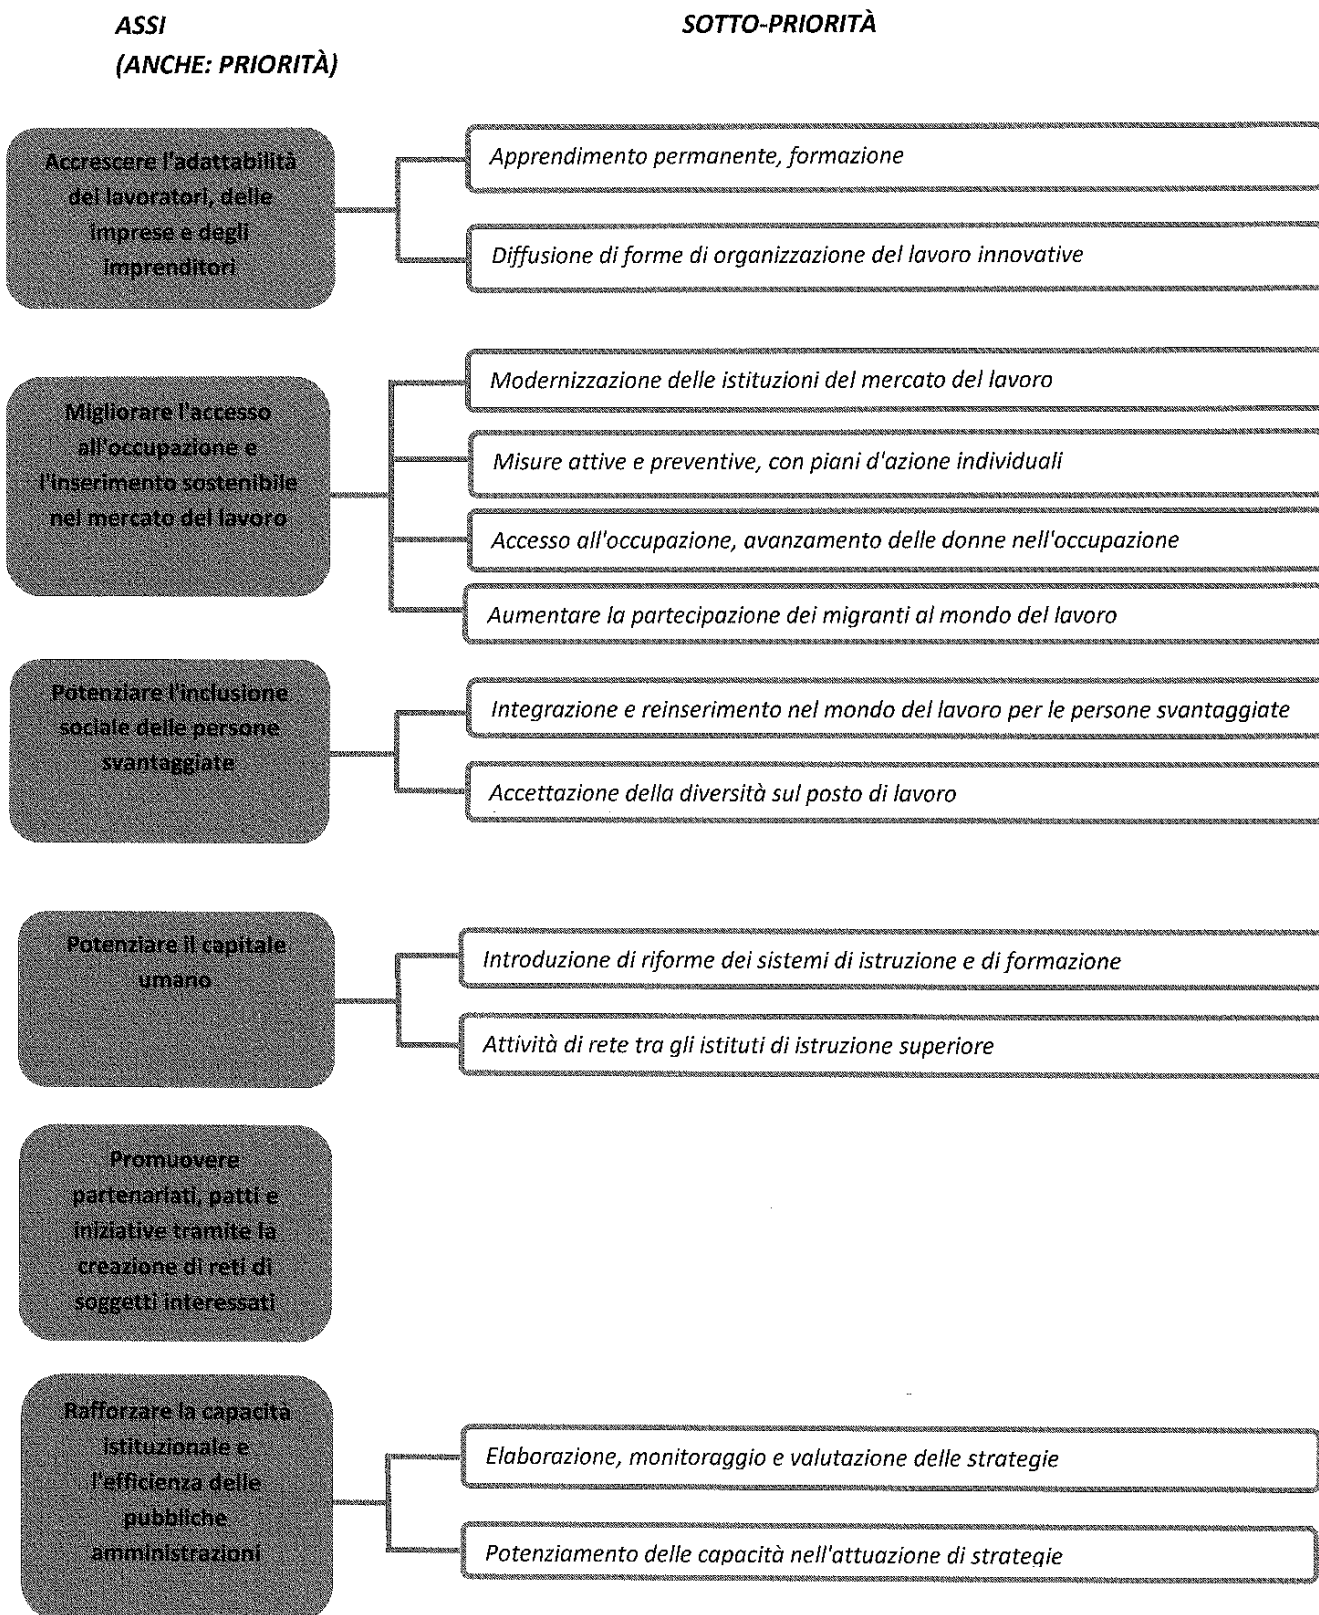 ASSI
(ANCHE: PRIORITÀ)
SOTTO-PRIORITÀ
Accrescere l'adattabilità
dei lavoratori, delle
imprese e degli
imprenditori
Apprendimento permanente, formazione
Diffusione di forme di organizzazione del lavoro innovative
Migliorare l'accesso
all'occupazione e
l'inserimento sostenibile
nel mercato del lavoro
Modernizzazione delle istituzioni del mercato del lavoro
Misure attive e preventive, con piani d'azione individuali
Accesso all'occupazione, avanzamento delle donne nell'occupazione
Aumentare la partecipazione dei migranti al mondo del lavoro
Potenziare l'inclusione
sociale delle persone
svantaggiate
Integrazione e reinserimento nel mondo del lavoro per le persone svantaggiate
Accettazione della diversità sul posto di lavoro
Potenziare il capitale
umano
Introduzione di riforme dei sistemi di istruzione e di formazione
Attività di rete tra gli istituti di istruzione superiore
Promuovere
partenariati, patti e
iniziative tramite la
creazione di reti di
soggetti interessati
Rafforzare la capacità
istituzionale e
l'efficienza delle
pubbliche
amministrazioni
Elaborazione, monitoraggio e valutazione delle strategie
Potenziamento delle capacità nell'attuazione di strategie